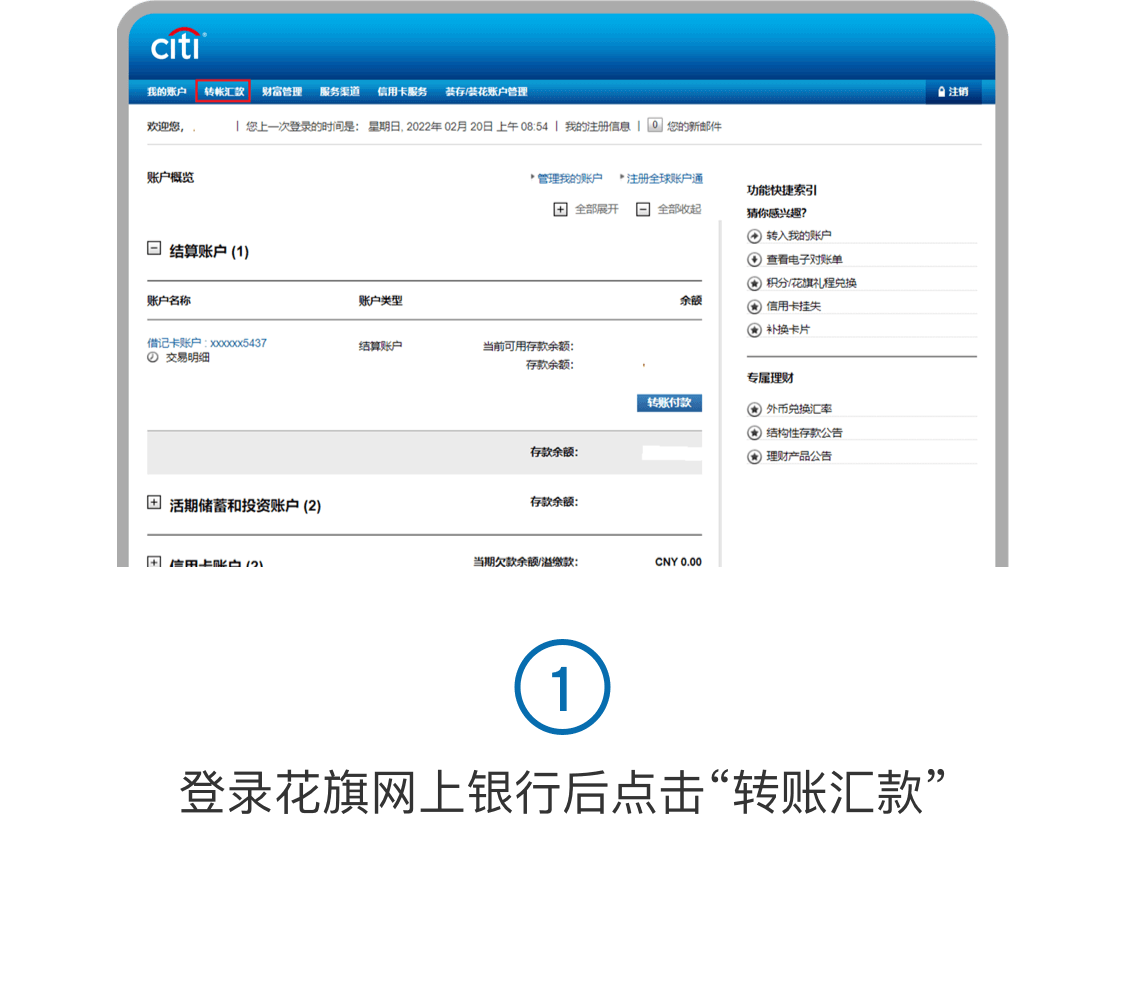 citi
我的账户 转帐汇款 财富管理 服务渠道 信用卡服务 荟存/荟花账户管理 注销
欢迎您, . | 您上一次登录的时间是: 星期日, 2022年 02月 20日 上午 08:54 | 我的注册信息 | 0 您的新邮件
账户概览
管理我的账户 注册全球账户通
全部展开 全部收起
结算账户 (1)
账户名称 账户类型 余额
借记卡账户 : xxxxxx5437 结算账户 当前可用存款余额:
交易明细 存款余额:
转账付款
存款余额:
活期储蓄和投资账户 (2) 存款余额:
信用卡账户 (2) 当期欠款余额/溢缴款: CNY 0.00
功能快捷索引
猜你感兴趣?
转入我的账户
查看电子对账单
积分/花旗礼程兑换
信用卡挂失
补换卡片
专属理财
外币兑换汇率
结构性存款公告
理财产品公告
1
登录花旗网上银行后点击“转账汇款”